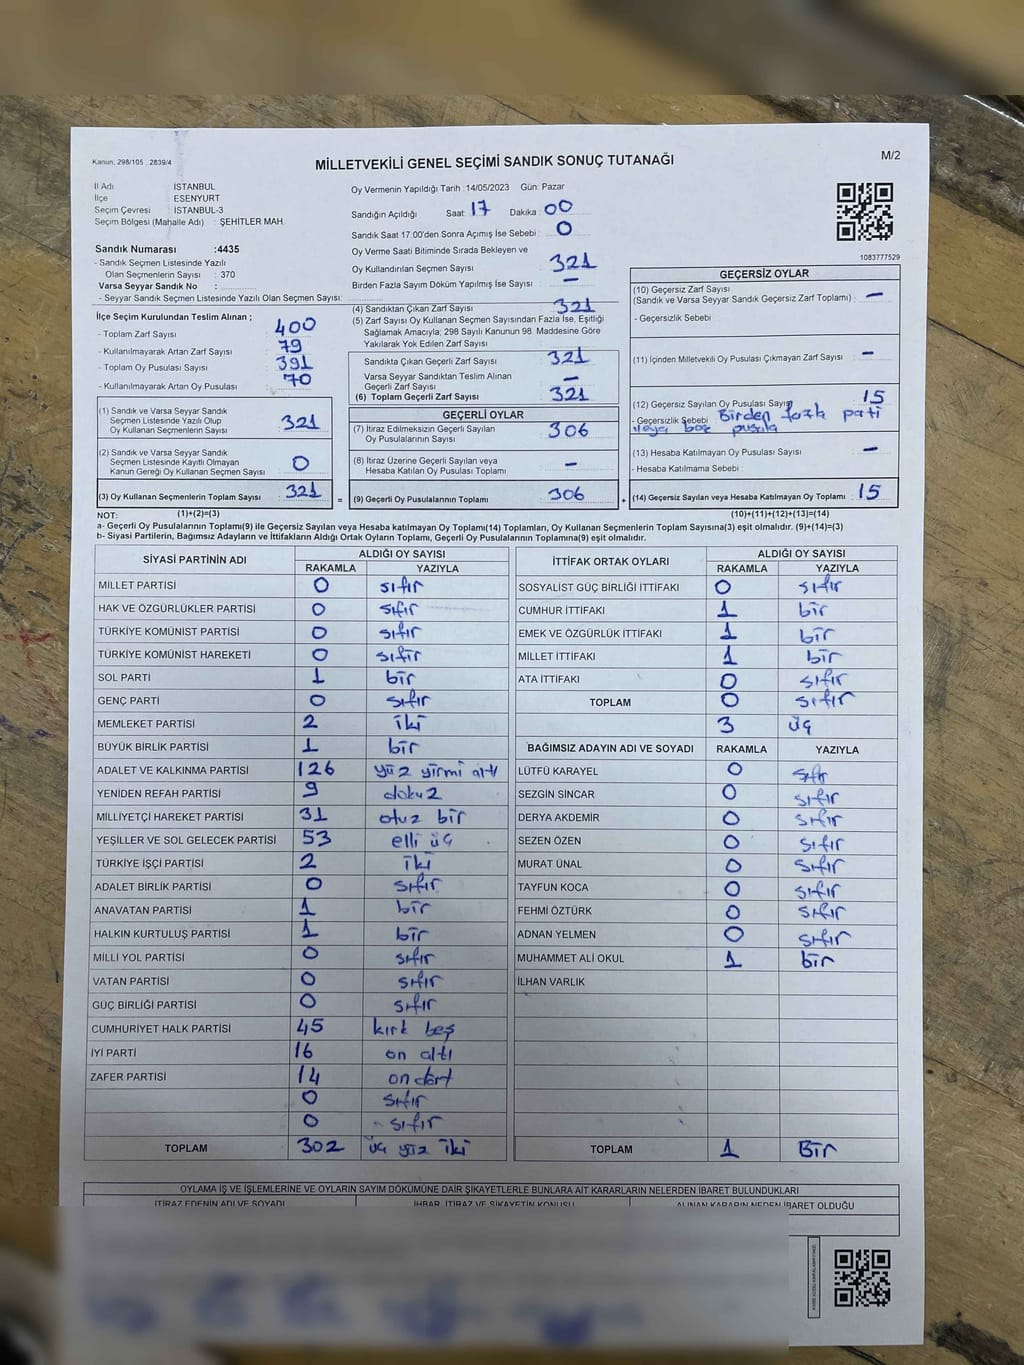 Kanun; 298/105 , 2839/4
MİLLETVEKİLİ GENEL SEÇİMİ SANDIK SONUÇ TUTANAĞI
M/2
İl Adı İSTANBUL
İlçe ESENYURT
Seçim Çevresi İSTANBUL-3
Seçim Bölgesi (Mahalle Adı) : ŞEHİTLER MAH.
Sandık Numarası :4435
- Sandık Seçmen Listesinde Yazılı
Olan Seçmenlerin Sayısı : 370
Varsa Seyyar Sandık No :
- Seyyar Sandık Seçmen Listesinde Yazılı Olan Seçmen Sayısı:
İlçe Seçim Kurulundan Teslim Alınan ;
- Toplam Zarf Sayısı : 400
- Kullanılmayarak Artan Zarf Sayısı : 79
- Toplam Oy Pusulası Sayısı : 391
- Kullanılmayarak Artan Oy Pusulası : 70
(1) Sandık ve Varsa Seyyar Sandık
Seçmen Listesinde Yazılı Olup
Oy Kullanan Seçmenlerin Sayısı : 321
(2) Sandık ve Varsa Seyyar Sandık
Seçmen Listesinde Kayıtlı Olmayan
Kanun Gereği Oy Kullanan Seçmen Sayısı : 0
(3) Oy Kullanan Seçmenlerin Toplam Sayısı : 321 =
Oy Vermenin Yapıldığı Tarih :14/05/2023 Gün: Pazar
Sandığın Açıldığı Saat: 17 Dakika: 00
Sandık Saat 17:00'den Sonra Açımış İse Sebebi : 0
Oy Verme Saati Bitiminde Sırada Bekleyen ve
Oy Kullandırılan Seçmen Sayısı : 321
Birden Fazla Sayım Döküm Yapılmış İse Sayısı : –
(4) Sandıktan Çıkan Zarf Sayısı : 321
(5) Zarf Sayısı Oy Kullanan Seçmen Sayısından Fazla İse, Eşitliği
Sağlamak Amacıyla; 298 Sayılı Kanunun 98. Maddesine Göre
Yakılarak Yok Edilen Zarf Sayısı :
Sandıkta Çıkan Geçerli Zarf Sayısı : 321
Varsa Seyyar Sandıktan Teslim Alınan
Geçerli Zarf Sayısı : –
(6) Toplam Geçerli Zarf Sayısı : 321
GEÇERLİ OYLAR
(7) İtiraz Edilmeksizin Geçerli Sayılan
Oy Pusulalarının Sayısı : 306
(8) İtiraz Üzerine Geçerli Sayılan veya
Hesaba Katılan Oy Pusulası Toplamı : –
(9) Geçerli Oy Pusulalarının Toplamı : 306 +
1083777529
GEÇERSİZ OYLAR
(10) Geçersiz Zarf Sayısı
(Sandık ve Varsa Seyyar Sandık Geçersiz Zarf Toplamı) : –
- Geçersizlik Sebebi :
(11) İçinden Milletvekili Oy Pusulası Çıkmayan Zarf Sayısı : –
(12) Geçersiz Sayılan Oy Pusulası Sayısı : 15
- Geçersizlik Sebebi : Birden fazla parti
veya boş pusula
(13) Hesaba Katılmayan Oy Pusulası Sayısı : –
- Hesaba Katılmama Sebebi :
(14) Geçersiz Sayılan veya Hesaba Katılmayan Oy Toplamı : 15
NOT: (1)+(2)=(3) (10)+(11)+(12)+(13)=(14)
a- Geçerli Oy Pusulalarının Toplamı(9) ile Geçersiz Sayılan veya Hesaba katılmayan Oy Toplamı(14) Toplamları, Oy Kullanan Seçmenlerin Toplam Sayısına(3) eşit olmalıdır. (9)+(14)=(3)
b- Siyasi Partilerin, Bağımsız Adayların ve İttifakların Aldığı Ortak Oyların Toplamı, Geçerli Oy Pusulalarının Toplamına(9) eşit olmalıdır.
SİYASİ PARTİNİN ADI ALDIĞI OY SAYISI
RAKAMLA YAZIYLA
MİLLET PARTİSİ 0 sıfır
HAK VE ÖZGÜRLÜKLER PARTİSİ 0 sıfır
TÜRKİYE KOMÜNİST PARTİSİ 0 sıfır
TÜRKİYE KOMÜNİST HAREKETİ 0 sıfır
SOL PARTİ 1 bir
GENÇ PARTİ 0 sıfır
MEMLEKET PARTİSİ 2 iki
BÜYÜK BİRLİK PARTİSİ 1 bir
ADALET VE KALKINMA PARTİSİ 126 yüz yirmi altı
YENİDEN REFAH PARTİSİ 9 dokuz
MİLLİYETÇİ HAREKET PARTİSİ 31 otuz bir
YEŞİLLER VE SOL GELECEK PARTİSİ 53 elli üç
TÜRKİYE İŞÇİ PARTİSİ 2 iki
ADALET BİRLİK PARTİSİ 0 sıfır
ANAVATAN PARTİSİ 1 bir
HALKIN KURTULUŞ PARTİSİ 1 bir
MİLLİ YOL PARTİSİ 0 sıfır
VATAN PARTİSİ 0 sıfır
GÜÇ BİRLİĞİ PARTİSİ 0 sıfır
CUMHURİYET HALK PARTİSİ 45 kırk beş
İYİ PARTİ 16 on altı
ZAFER PARTİSİ 14 on dört
0 sıfır
0 sıfır
TOPLAM 302 üç yüz iki
İTTİFAK ORTAK OYLARI ALDIĞI OY SAYISI
RAKAMLA YAZIYLA
SOSYALİST GÜÇ BİRLİĞİ İTTİFAKI 0 sıfır
CUMHUR İTTİFAKI 1 bir
EMEK VE ÖZGÜRLÜK İTTİFAKI 1 bir
MİLLET İTTİFAKI 1 bir
ATA İTTİFAKI 0 sıfır
TOPLAM 0 sıfır
3 üç
BAĞIMSIZ ADAYIN ADI VE SOYADI RAKAMLA YAZIYLA
LÜTFÜ KARAYEL 0 sıfır
SEZGİN SİNCAR 0 sıfır
DERYA AKDEMİR 0 sıfır
SEZEN ÖZEN 0 sıfır
MURAT ÜNAL 0 sıfır
TAYFUN KOCA 0 sıfır
FEHMİ ÖZTÜRK 0 sıfır
ADNAN YELMEN 0 sıfır
MUHAMMET ALİ OKUL 1 bir
İLHAN VARLIK
TOPLAM 1 Bir
OYLAMA İŞ VE İŞLEMLERİNE VE OYLARIN SAYIM DÖKÜMÜNE DAİR ŞİKAYETLERLE BUNLARA AİT KARARLARIN NELERDEN İBARET BULUNDUKLARI
İTİRAZ EDENİN ADI VE SOYADI İHBAR, İTİRAZ VE ŞİKAYETİN KONUSU ALINAN KARARIN NEDEN İBARET OLDUĞU